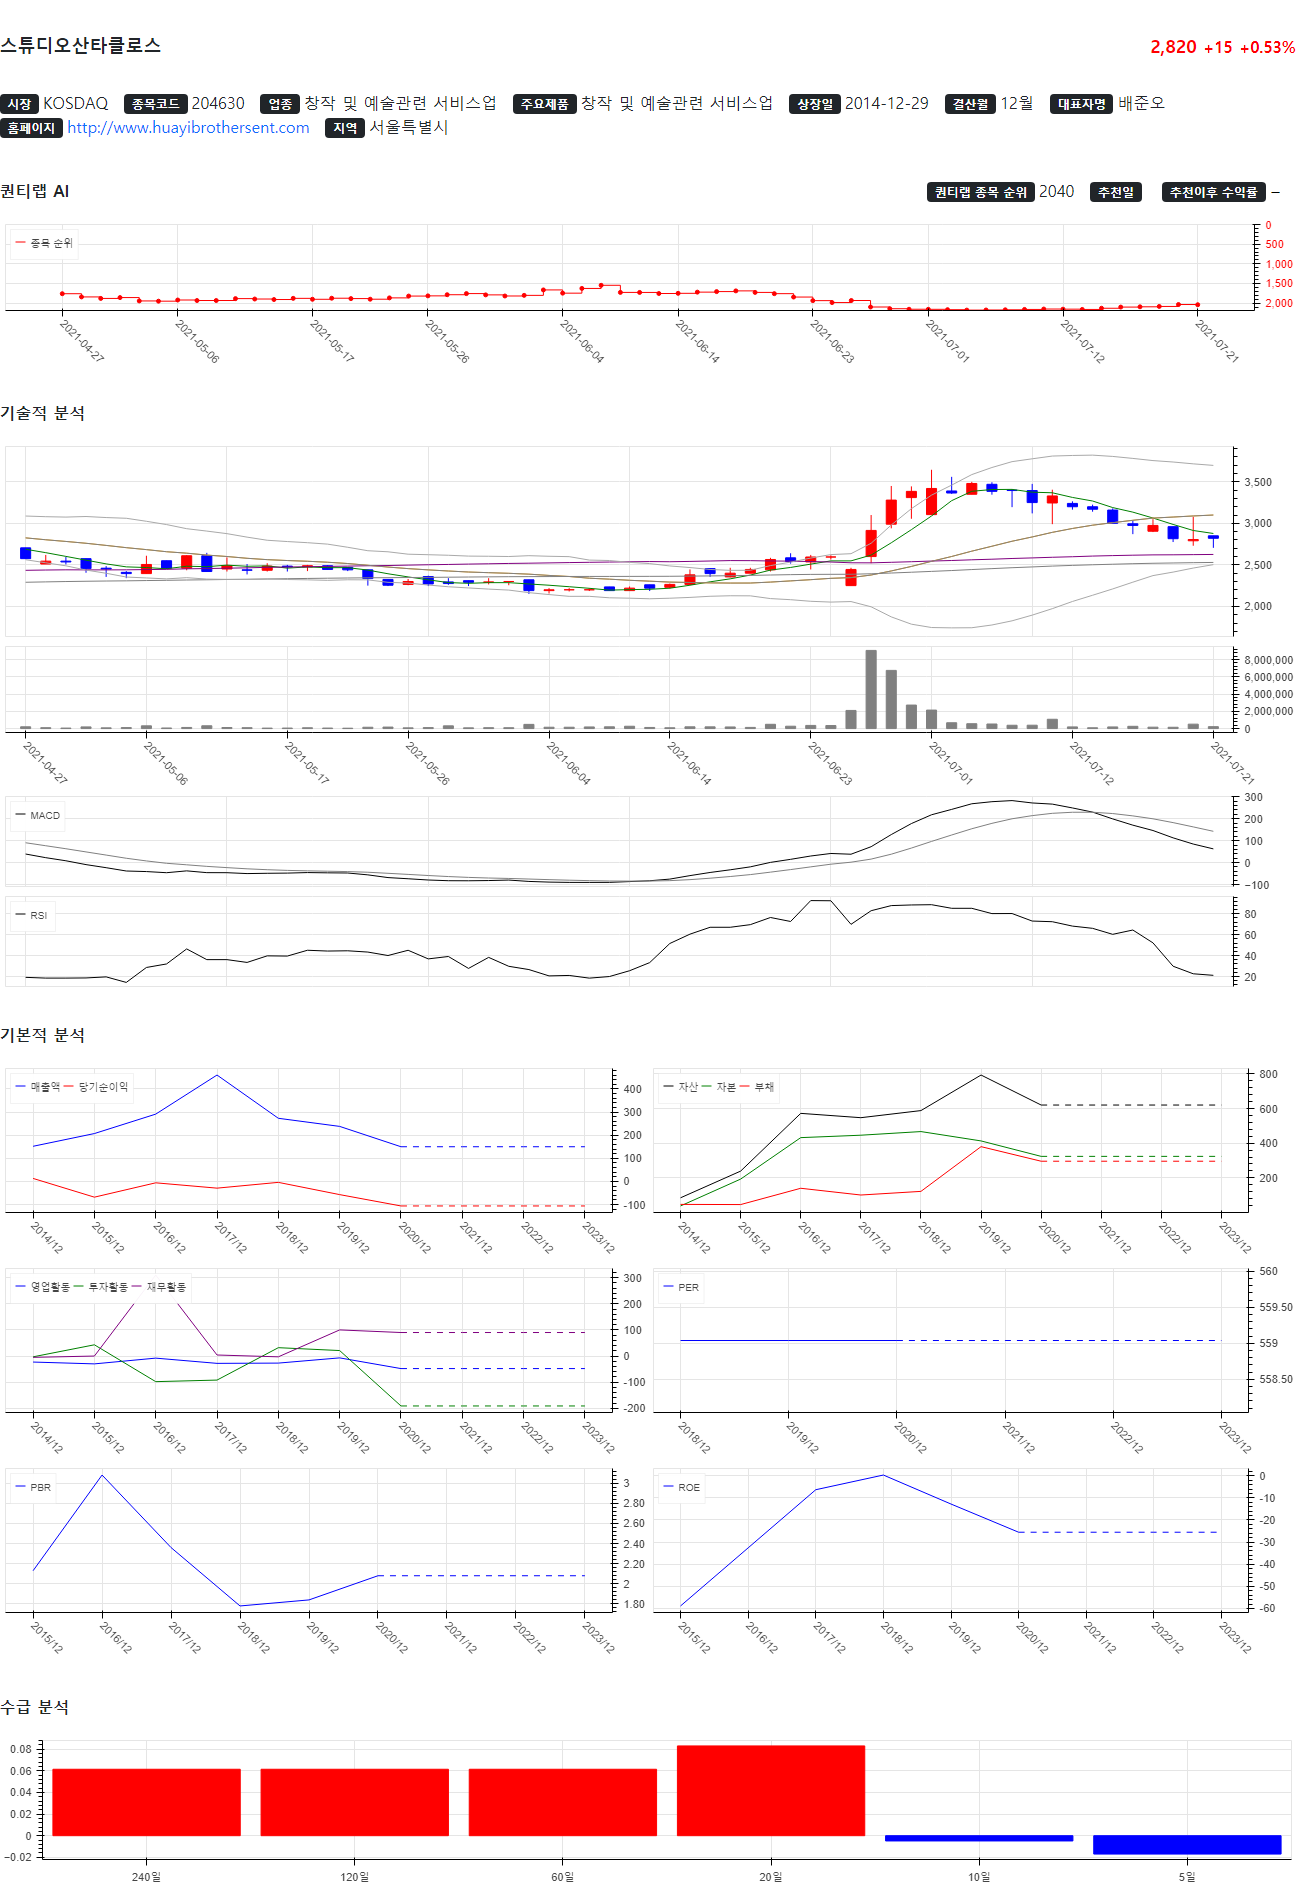 스튜디오산타클로스 2,820 +15 +0.53%
시장 KOSDAQ 종목코드 204630 업종 창작 및 예술관련 서비스업 주요제품 창작 및 예술관련 서비스업 상장일 2014-12-29 결산월 12월 대표자명 배준오
홈페이지 http://www.huayibrothersent.com 지역 서울특별시
퀀티랩 AI 퀀티랩 종목 순위 2040 추천일 추천이후 수익률 –
종목 순위
0
500
1,000
1,500
2,000
2021-04-27 2021-05-06 2021-05-17 2021-05-26 2021-06-04 2021-06-14 2021-06-23 2021-07-01 2021-07-12 2021-07-21
기술적 분석
3,500
3,000
2,500
2,000
8,000,000
6,000,000
4,000,000
2,000,000
0
2021-04-27 2021-05-06 2021-05-17 2021-05-26 2021-06-04 2021-06-14 2021-06-23 2021-07-01 2021-07-12 2021-07-21
MACD
300
200
100
0
−100
RSI
80
60
40
20
기본적 분석
매출액 당기순이익
400
300
200
100
0
-100
2014/12 2015/12 2016/12 2017/12 2018/12 2019/12 2020/12 2021/12 2022/12 2023/12
자산 자본 부채
800
600
400
200
2014/12 2015/12 2016/12 2017/12 2018/12 2019/12 2020/12 2021/12 2022/12 2023/12
영업활동 투자활동 재무활동
300
200
100
0
-100
-200
2014/12 2015/12 2016/12 2017/12 2018/12 2019/12 2020/12 2021/12 2022/12 2023/12
PER
560
559.50
559
558.50
2018/12 2019/12 2020/12 2021/12 2022/12 2023/12
PBR
3
2.80
2.60
2.40
2.20
2
1.80
2015/12 2016/12 2017/12 2018/12 2019/12 2020/12 2021/12 2022/12 2023/12
ROE
0
-10
-20
-30
-40
-50
-60
2015/12 2016/12 2017/12 2018/12 2019/12 2020/12 2021/12 2022/12 2023/12
수급 분석
0.08
0.06
0.04
0.02
0
−0.02
240일 120일 60일 20일 10일 5일